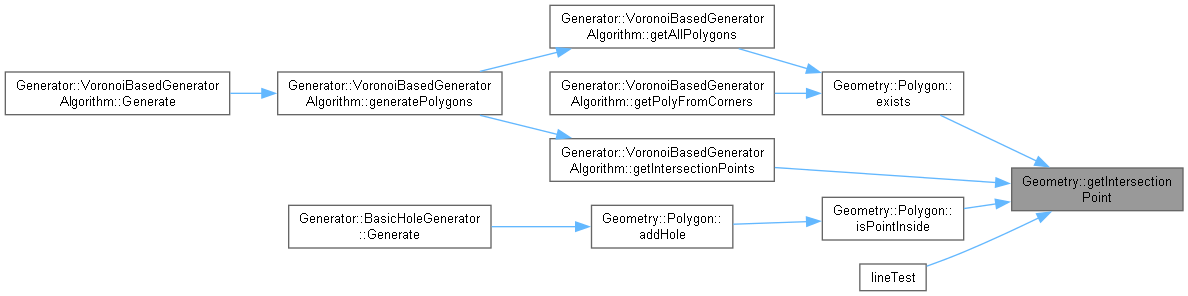 Generator::VoronoiBasedGenerator
Algorithm::Generate
Generator::VoronoiBasedGenerator
Algorithm::generatePolygons
Generator::VoronoiBasedGenerator
Algorithm::getAllPolygons
Generator::VoronoiBasedGenerator
Algorithm::getPolyFromCorners
Generator::VoronoiBasedGenerator
Algorithm::getIntersectionPoints
Geometry::Polygon::
exists
Geometry::getIntersection
Point
Generator::BasicHoleGenerator
::Generate
Geometry::Polygon::
addHole
Geometry::Polygon::
isPointInside
lineTest